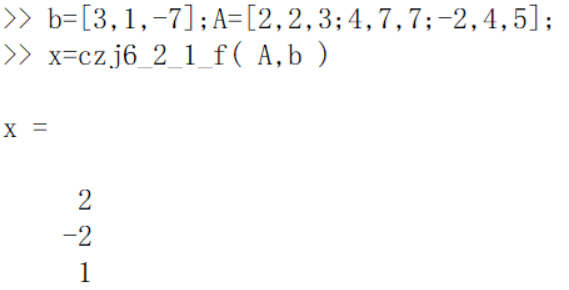 >> b=[3,1,-7];A=[2,2,3;4,7,7;-2,4,5];
>> x=czj6_2_1_f( A,b )
x =
2
-2
1